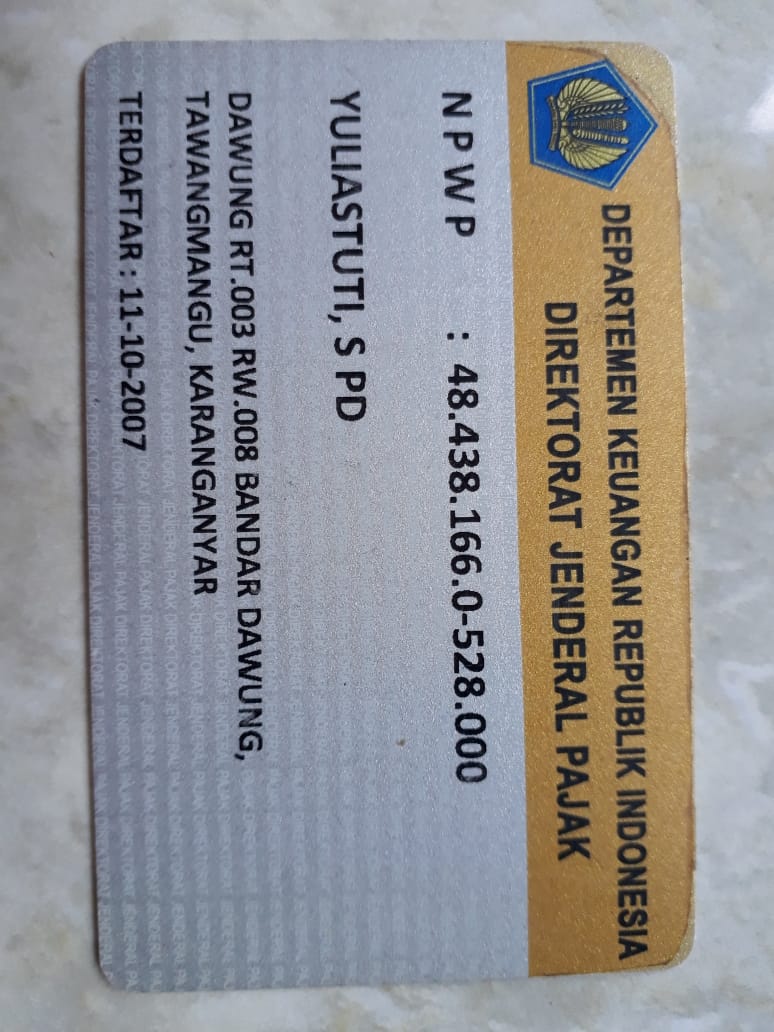 DEPARTEMEN KEUANGAN REPUBLIK INDONESIA
DIREKTORAT JENDERAL PAJAK
N P W P : 48.438.166.0-528.000
YULIASTUTI, S PD
DAWUNG RT.003 RW.008 BANDAR DAWUNG,
TAWANGMANGU, KARANGANYAR
TERDAFTAR : 11-10-2007